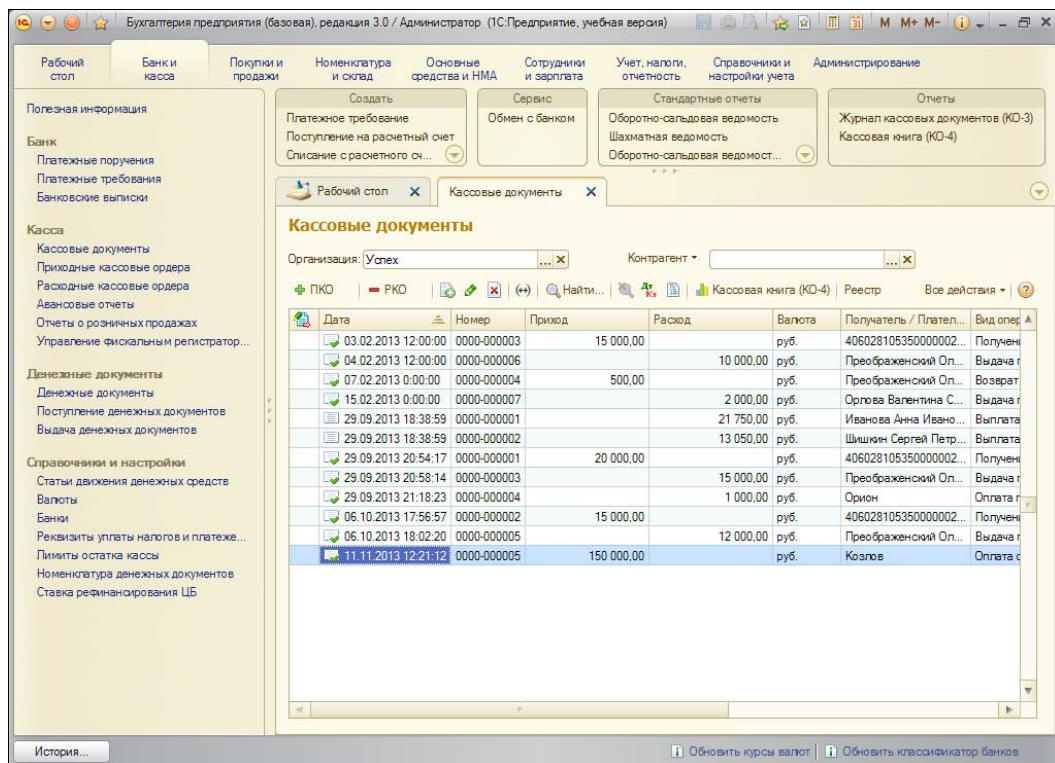 Бухгалтерия предприятия (базовая), редакция 3.0 / Администратор (1С:Предприятие, учебная версия)
M M+ M-
Рабочий стол
Банк и касса
Покупки и продажи
Номенклатура и склад
Основные средства и НМА
Сотрудники и зарплата
Учет, налоги, отчетность
Справочники и настройки учета
Администрирование
Полезная информация
Банк
Платежные поручения
Платежные требования
Банковские выписки
Касса
Кассовые документы
Приходные кассовые ордера
Расходные кассовые ордера
Авансовые отчеты
Отчеты о розничных продажах
Управление фискальным регистратор...
Денежные документы
Денежные документы
Поступление денежных документов
Выдача денежных документов
Справочники и настройки
Статьи движения денежных средств
Валюты
Банки
Реквизиты уплаты налогов и платеже...
Лимиты остатка кассы
Номенклатура денежных документов
Ставка рефинансирования ЦБ
Создать
Платежное требование
Поступление на расчетный счет
Списание с расчетного сч...
Сервис
Обмен с банком
Стандартные отчеты
Оборотно-сальдовая ведомость
Шахматная ведомость
Оборотно-сальдовая ведомост...
Отчеты
Журнал кассовых документов (КО-3)
Кассовая книга (КО-4)
Рабочий стол
Кассовые документы
Кассовые документы
Организация: Успех ... Контрагент ...
ПКО РКО Найти... Дт Кт Кассовая книга (КО-4) Реестр Все действия
Дата Номер Приход Расход Валюта Получатель / Плател... Вид опер
03.02.2013 12:00:00 0000-000003 15 000,00 руб. 406028105350000002... Получени
04.02.2013 12:00:00 0000-000006 10 000,00 руб. Преображенский Ол... Выдача п
07.02.2013 0:00:00 0000-000004 500,00 руб. Преображенский Ол... Возврат
15.02.2013 0:00:00 0000-000007 2 000,00 руб. Орлова Валентина С... Выдача п
29.09.2013 18:38:59 0000-000001 21 750,00 руб. Иванова Анна Ивано... Выплата
29.09.2013 18:38:59 0000-000002 13 050,00 руб. Шишкин Сергей Петр... Выплата
29.09.2013 20:54:17 0000-000001 20 000,00 руб. 406028105350000002... Получени
29.09.2013 20:58:14 0000-000003 15 000,00 руб. Преображенский Ол... Выдача п
29.09.2013 21:18:23 0000-000004 1 000,00 руб. Орион Оплата п
06.10.2013 17:56:57 0000-000002 15 000,00 руб. 406028105350000002... Получени
06.10.2013 18:02:20 0000-000005 12 000,00 руб. Преображенский Ол... Выдача п
11.11.2013 12:21:12 0000-000005 150 000,00 руб. Козлов Оплата о
История...
Обновить курсы валют
Обновить классификатор банков